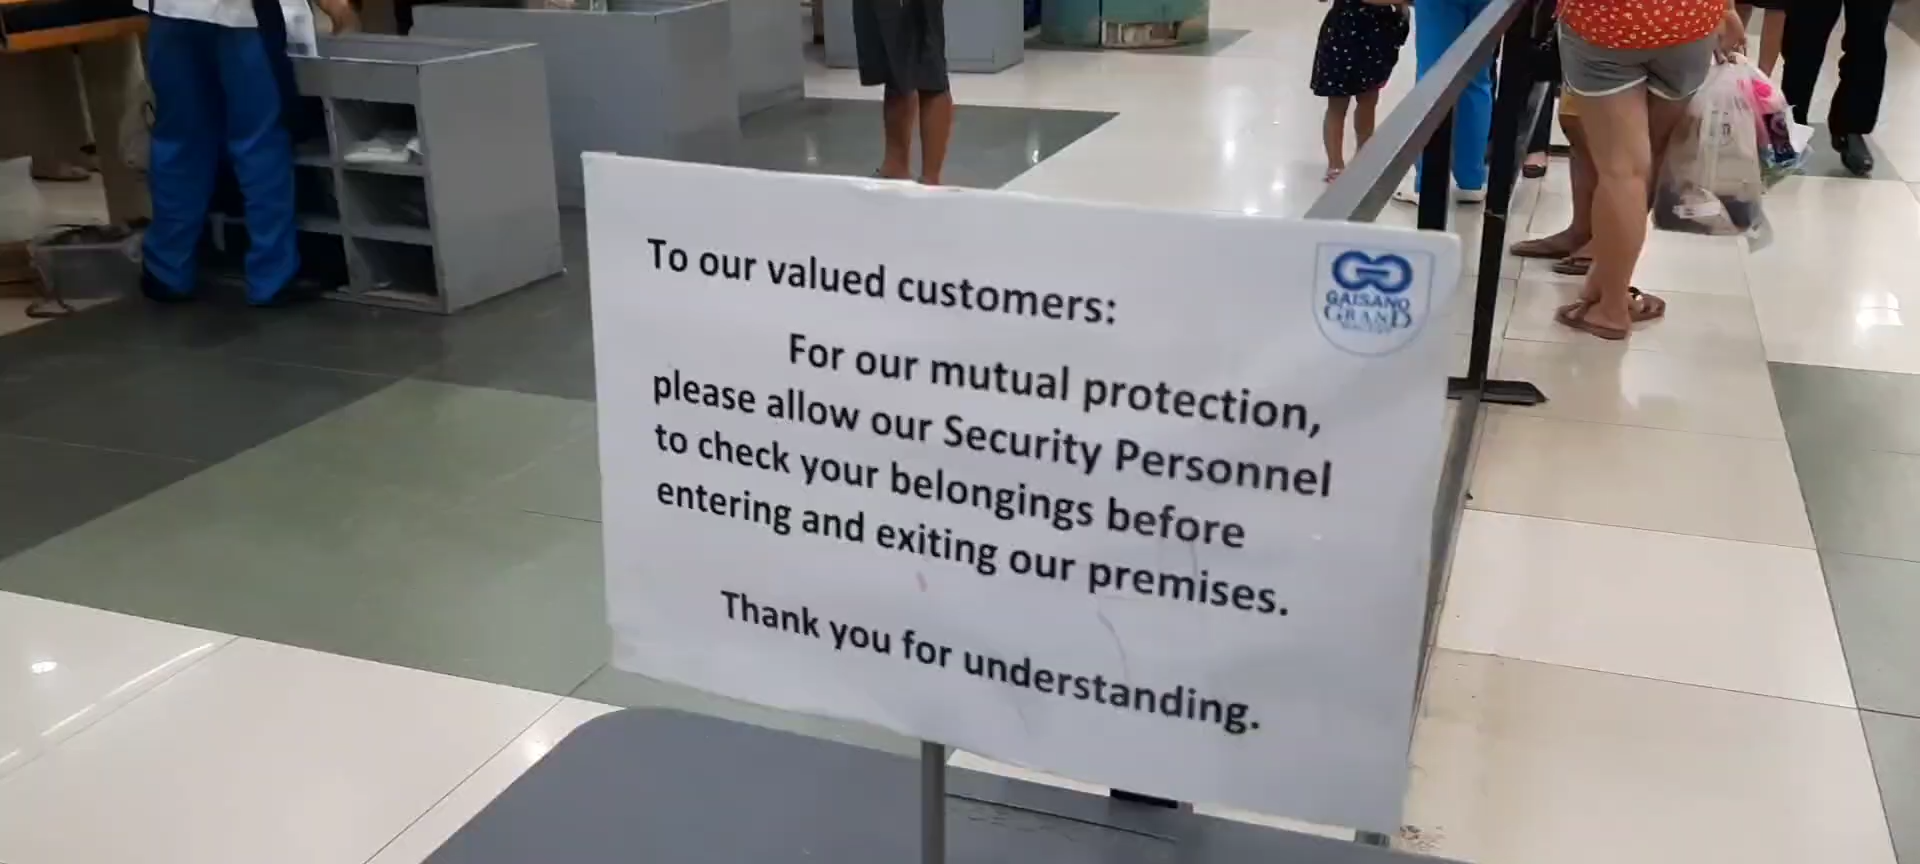 To our valued customers:
GAISANO
GRAND
For our mutual protection,
please allow our Security Personnel
to check your belongings before
entering and exiting our premises.
Thank you for understanding.